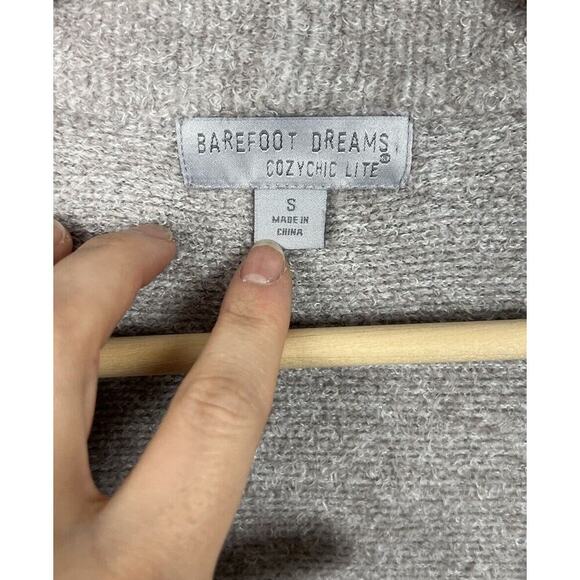 BAREFOOT DREAMS
COZYCHIC LITE
S
MADE IN
CHINA